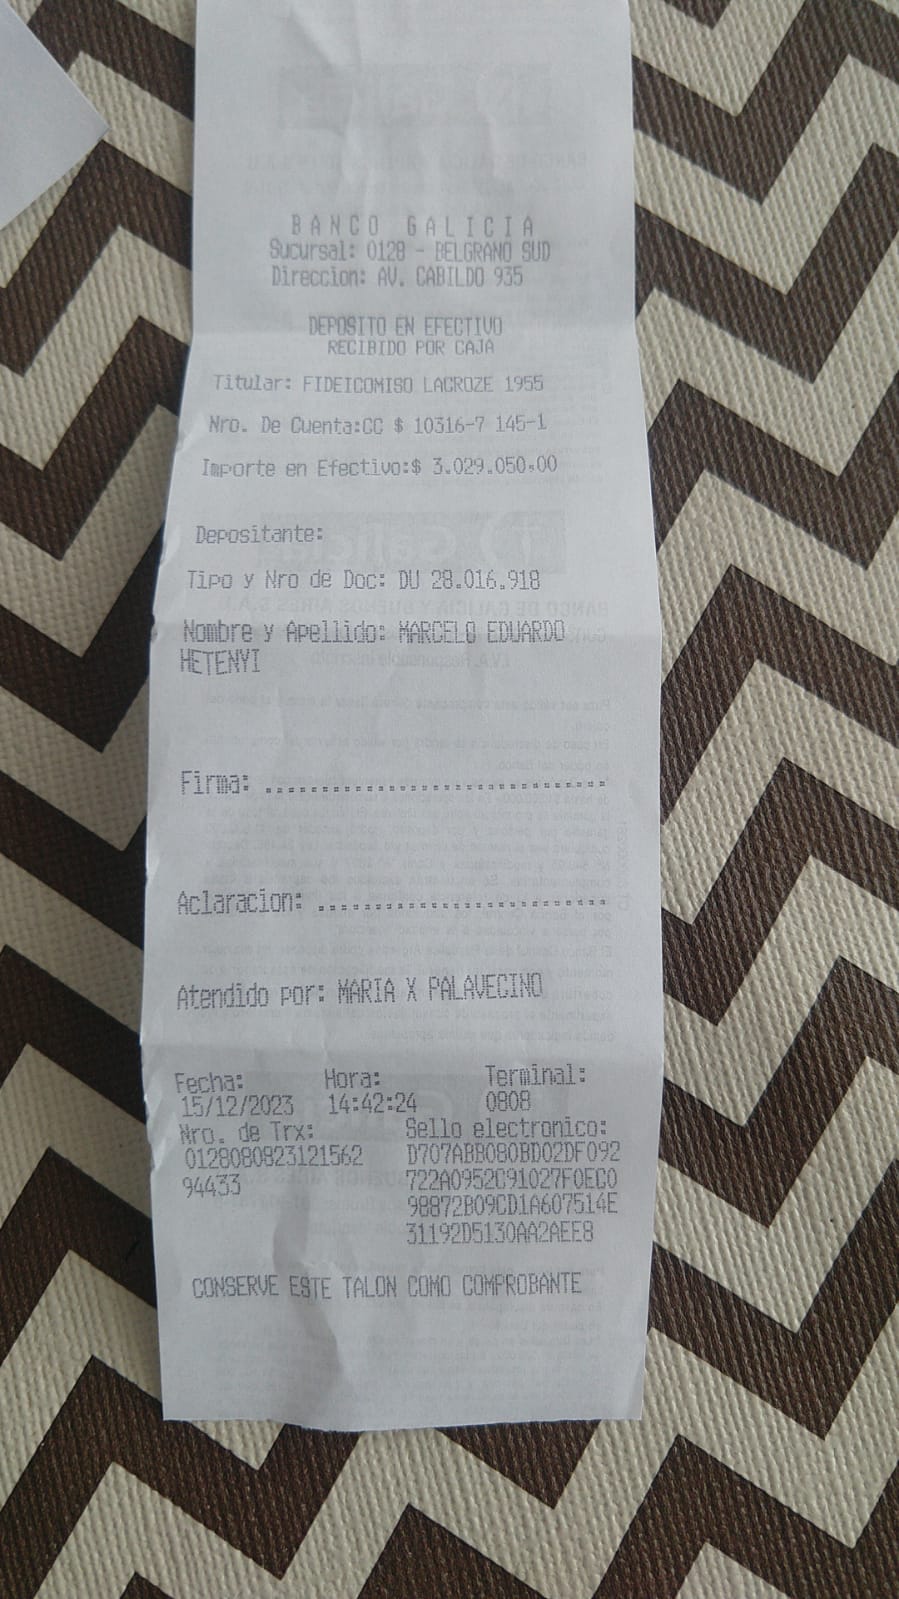 BANCO GALICIA
Sucursal: 0128 - BELGRANO SUD
Direccion: AV. CABILDO 935
DEPOSITO EN EFECTIVO
RECIBIDO POR CAJA
Titular: FIDEICOMISO LACROZE 1955
Nro. De Cuenta:CC $ 10316-7 145-1
Importe en Efectivo:$ 3.029.050.00
Depositante:
Tipo y Nro de Doc: DU 28.016.918
Nombre y Apellido: MARCELO EDUARDO
HETENYI
Firma: ..............................
Aclaracion: ..........................
Atendido por: MARIA X PALAVECINO
Fecha: Hora: Terminal:
15/12/2023 14:42:24 0808
Nro. de Trx: Sello electronico:
0128080823121562 D707ABB080BD02DF092
94433 722A0952C91027F0EC0
98872B09CD1A607514E
31192D5130AA2AEE8
CONSERVE ESTE TALON COMO COMPROBANTE